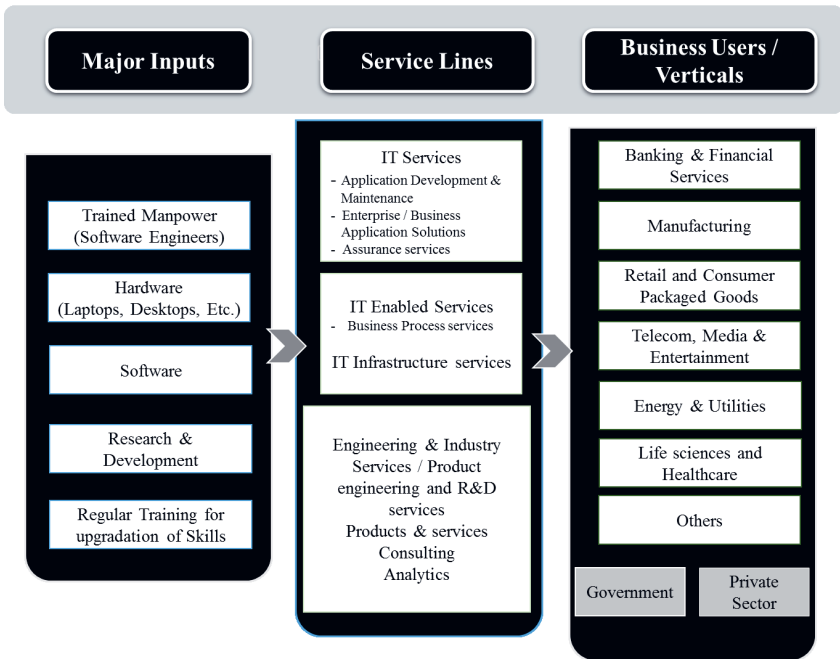 Major Inputs
Service Lines
Business Users /
Verticals
Trained Manpower
(Software Engineers)
Hardware
(Laptops, Desktops, Etc.)
Software
Research &
Development
Regular Training for
upgradation of Skills
IT Services
- Application Development &
Maintenance
- Enterprise / Business
Application Solutions
- Assurance services
IT Enabled Services
- Business Process services
IT Infrastructure services
Engineering & Industry
Services / Product
engineering and R&D
services
Products & services
Consulting
Analytics
Banking & Financial
Services
Manufacturing
Retail and Consumer
Packaged Goods
Telecom, Media &
Entertainment
Energy & Utilities
Life sciences and
Healthcare
Others
Government
Private
Sector